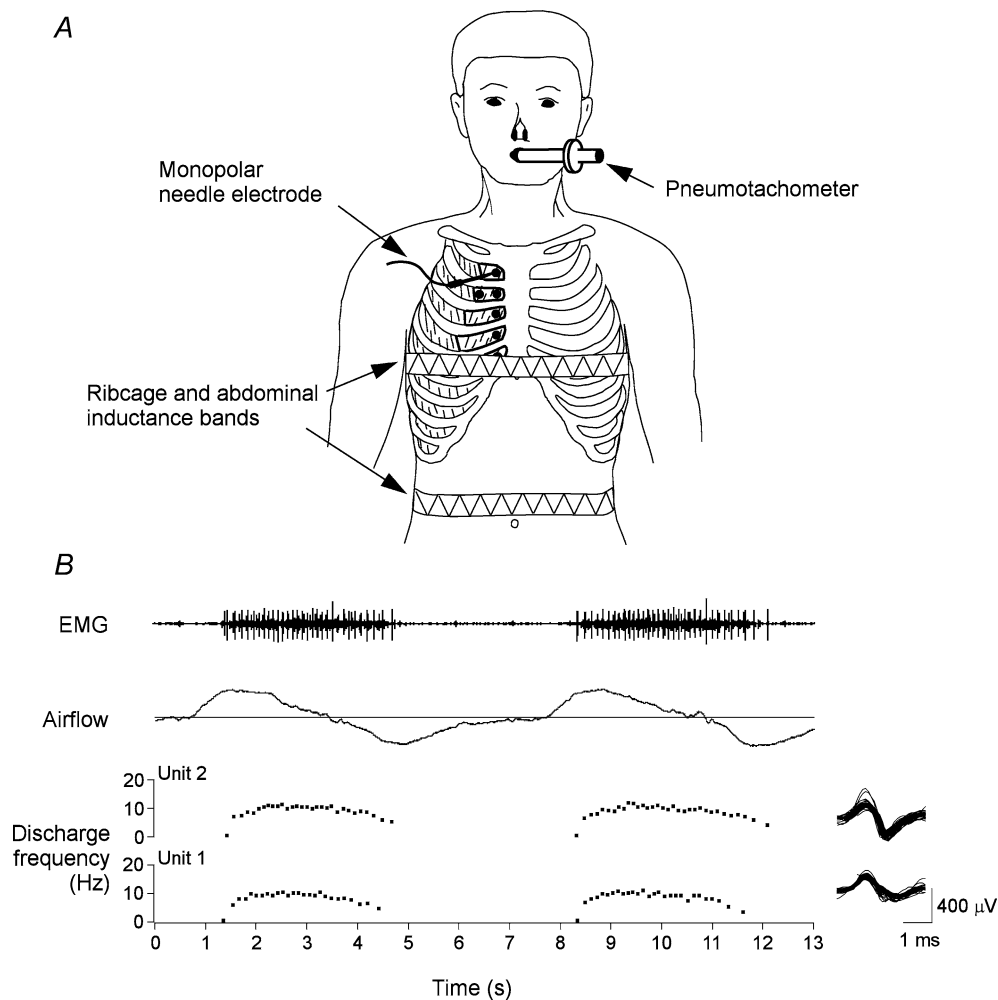 A
Monopolar
needle electrode
Pneumotachometer
Ribcage and abdominal
inductance bands
B
EMG
Airflow
20
Unit 2
10
0
Discharge
frequency
(Hz)
20
Unit 1
10
0
400 µV
1 ms
0 1 2 3 4 5 6 7 8 9 10 11 12 13
Time (s)